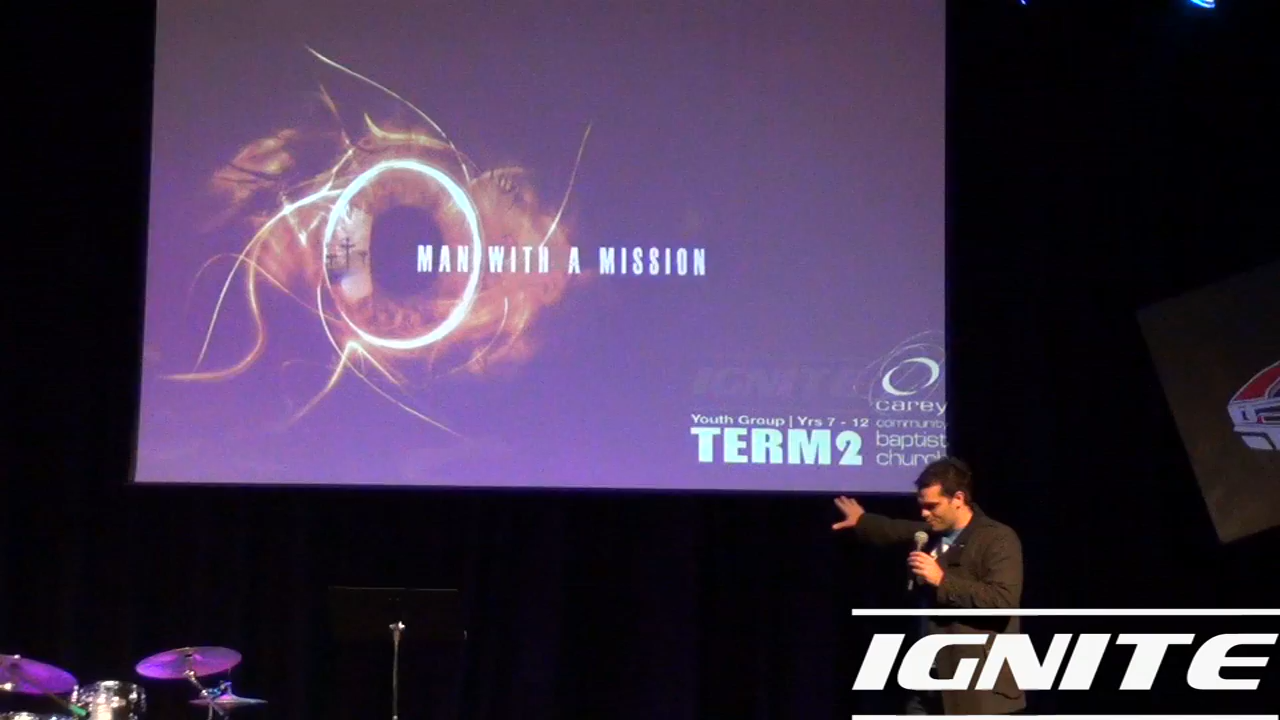 MAN WITH A MISSION
IGNITE
Youth Group | Yrs 7 - 12
TERM2
carey
community
baptist
church
IGNITE